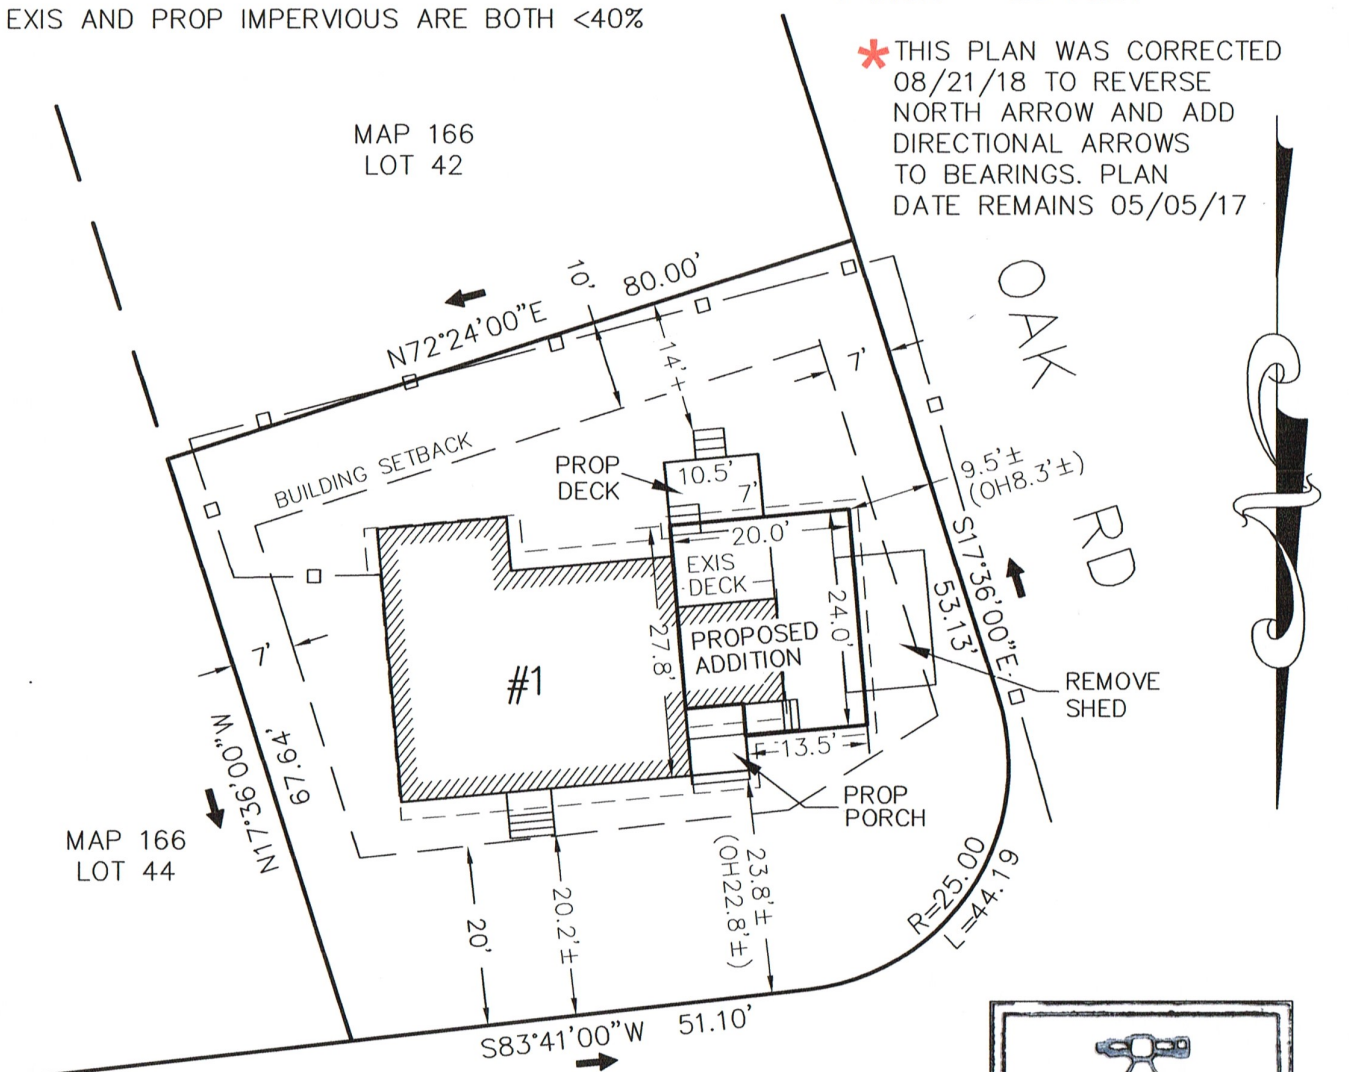 EXIS AND PROP IMPERVIOUS ARE BOTH <40%
*THIS PLAN WAS CORRECTED
08/21/18 TO REVERSE
NORTH ARROW AND ADD
DIRECTIONAL ARROWS
TO BEARINGS. PLAN
DATE REMAINS 05/05/17
MAP 166
LOT 42
N72°24'00"E
10'
80.00'
14'±
7'
OAK RD
BUILDING SETBACK
PROP
DECK
10.5'
7'
9.5'±
(OH8.3'±)
20.0'
EXIS
DECK
S17°36'00"E
53.13'
27.8'
24.0'
PROPOSED
ADDITION
#1
7'
REMOVE
SHED
N17°36'00"W
67.64'
13.5'
PROP
PORCH
MAP 166
LOT 44
20'
20.2'±
23.8'±
(OH22.8'±)
R=25.00
L=44.19
S83°41'00"W
51.10'